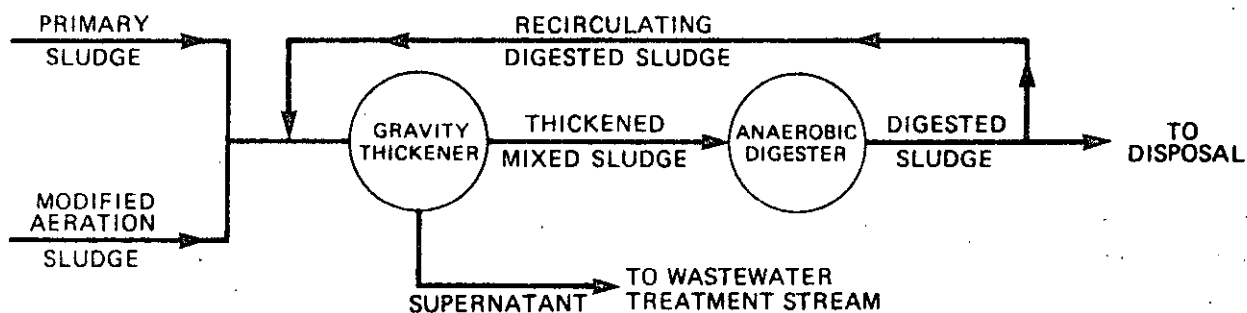 PRIMARY
SLUDGE
RECIRCULATING
DIGESTED SLUDGE
GRAVITY
THICKENER
THICKENED
MIXED SLUDGE
ANAEROBIC
DIGESTER
DIGESTED
SLUDGE
TO
DISPOSAL
MODIFIED
AERATION
SLUDGE
SUPERNATANT
TO WASTEWATER
TREATMENT STREAM